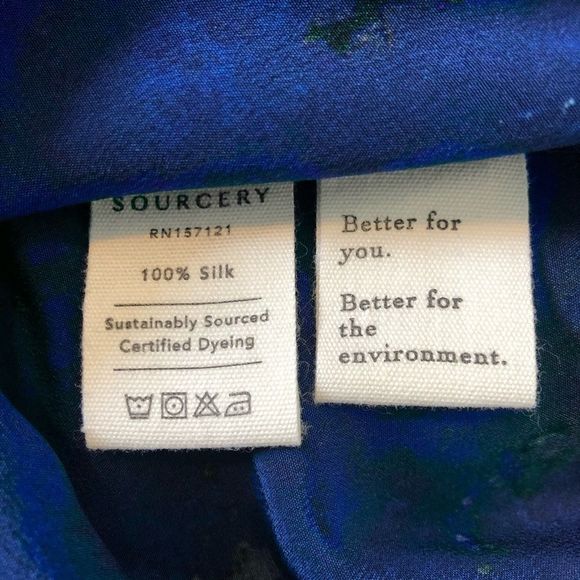 SOURCERY
RN157121
100% Silk
Sustainably Sourced
Certified Dyeing
Better for
you.
Better for
the
environment.